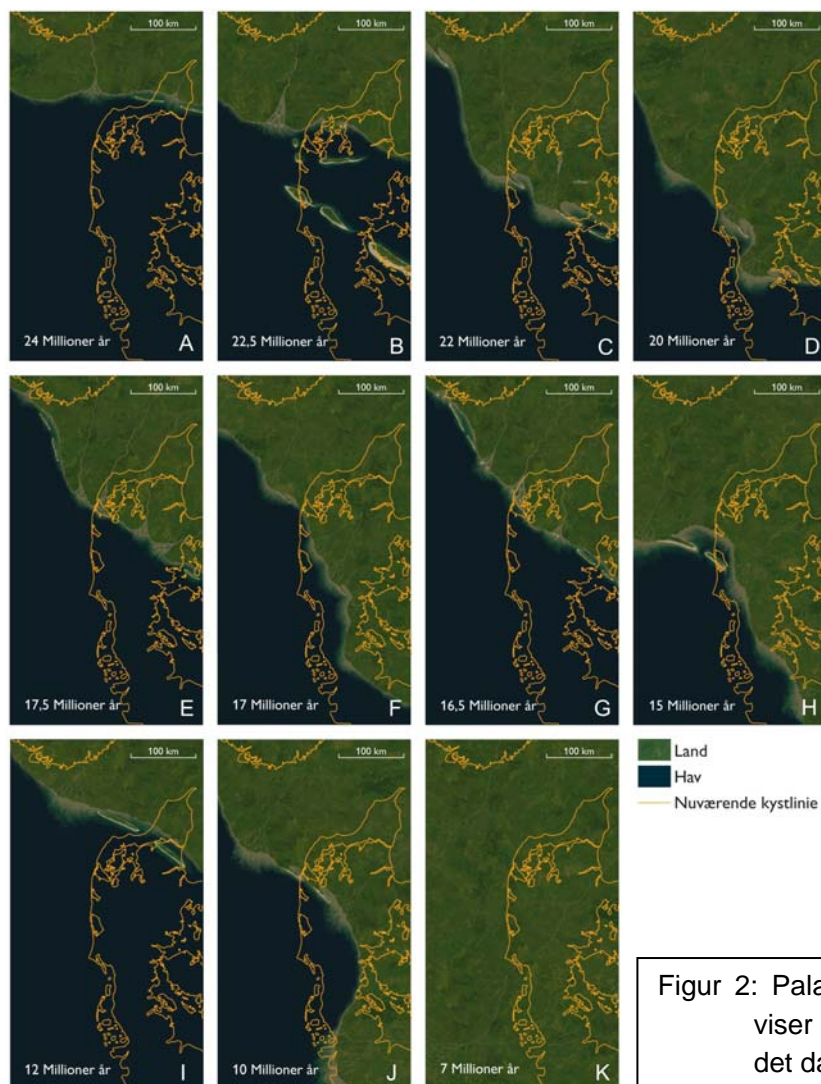 100 km
24 Millioner år
A
100 km
22,5 Millioner år
B
100 km
22 Millioner år
C
100 km
20 Millioner år
D
100 km
17,5 Millioner år
E
100 km
17 Millioner år
F
100 km
16,5 Millioner år
G
100 km
15 Millioner år
H
100 km
12 Millioner år
I
100 km
10 Millioner år
J
100 km
7 Millioner år
K
Land
Hav
Nuværende kystlinie
Figur 2: Pala
viser
det da